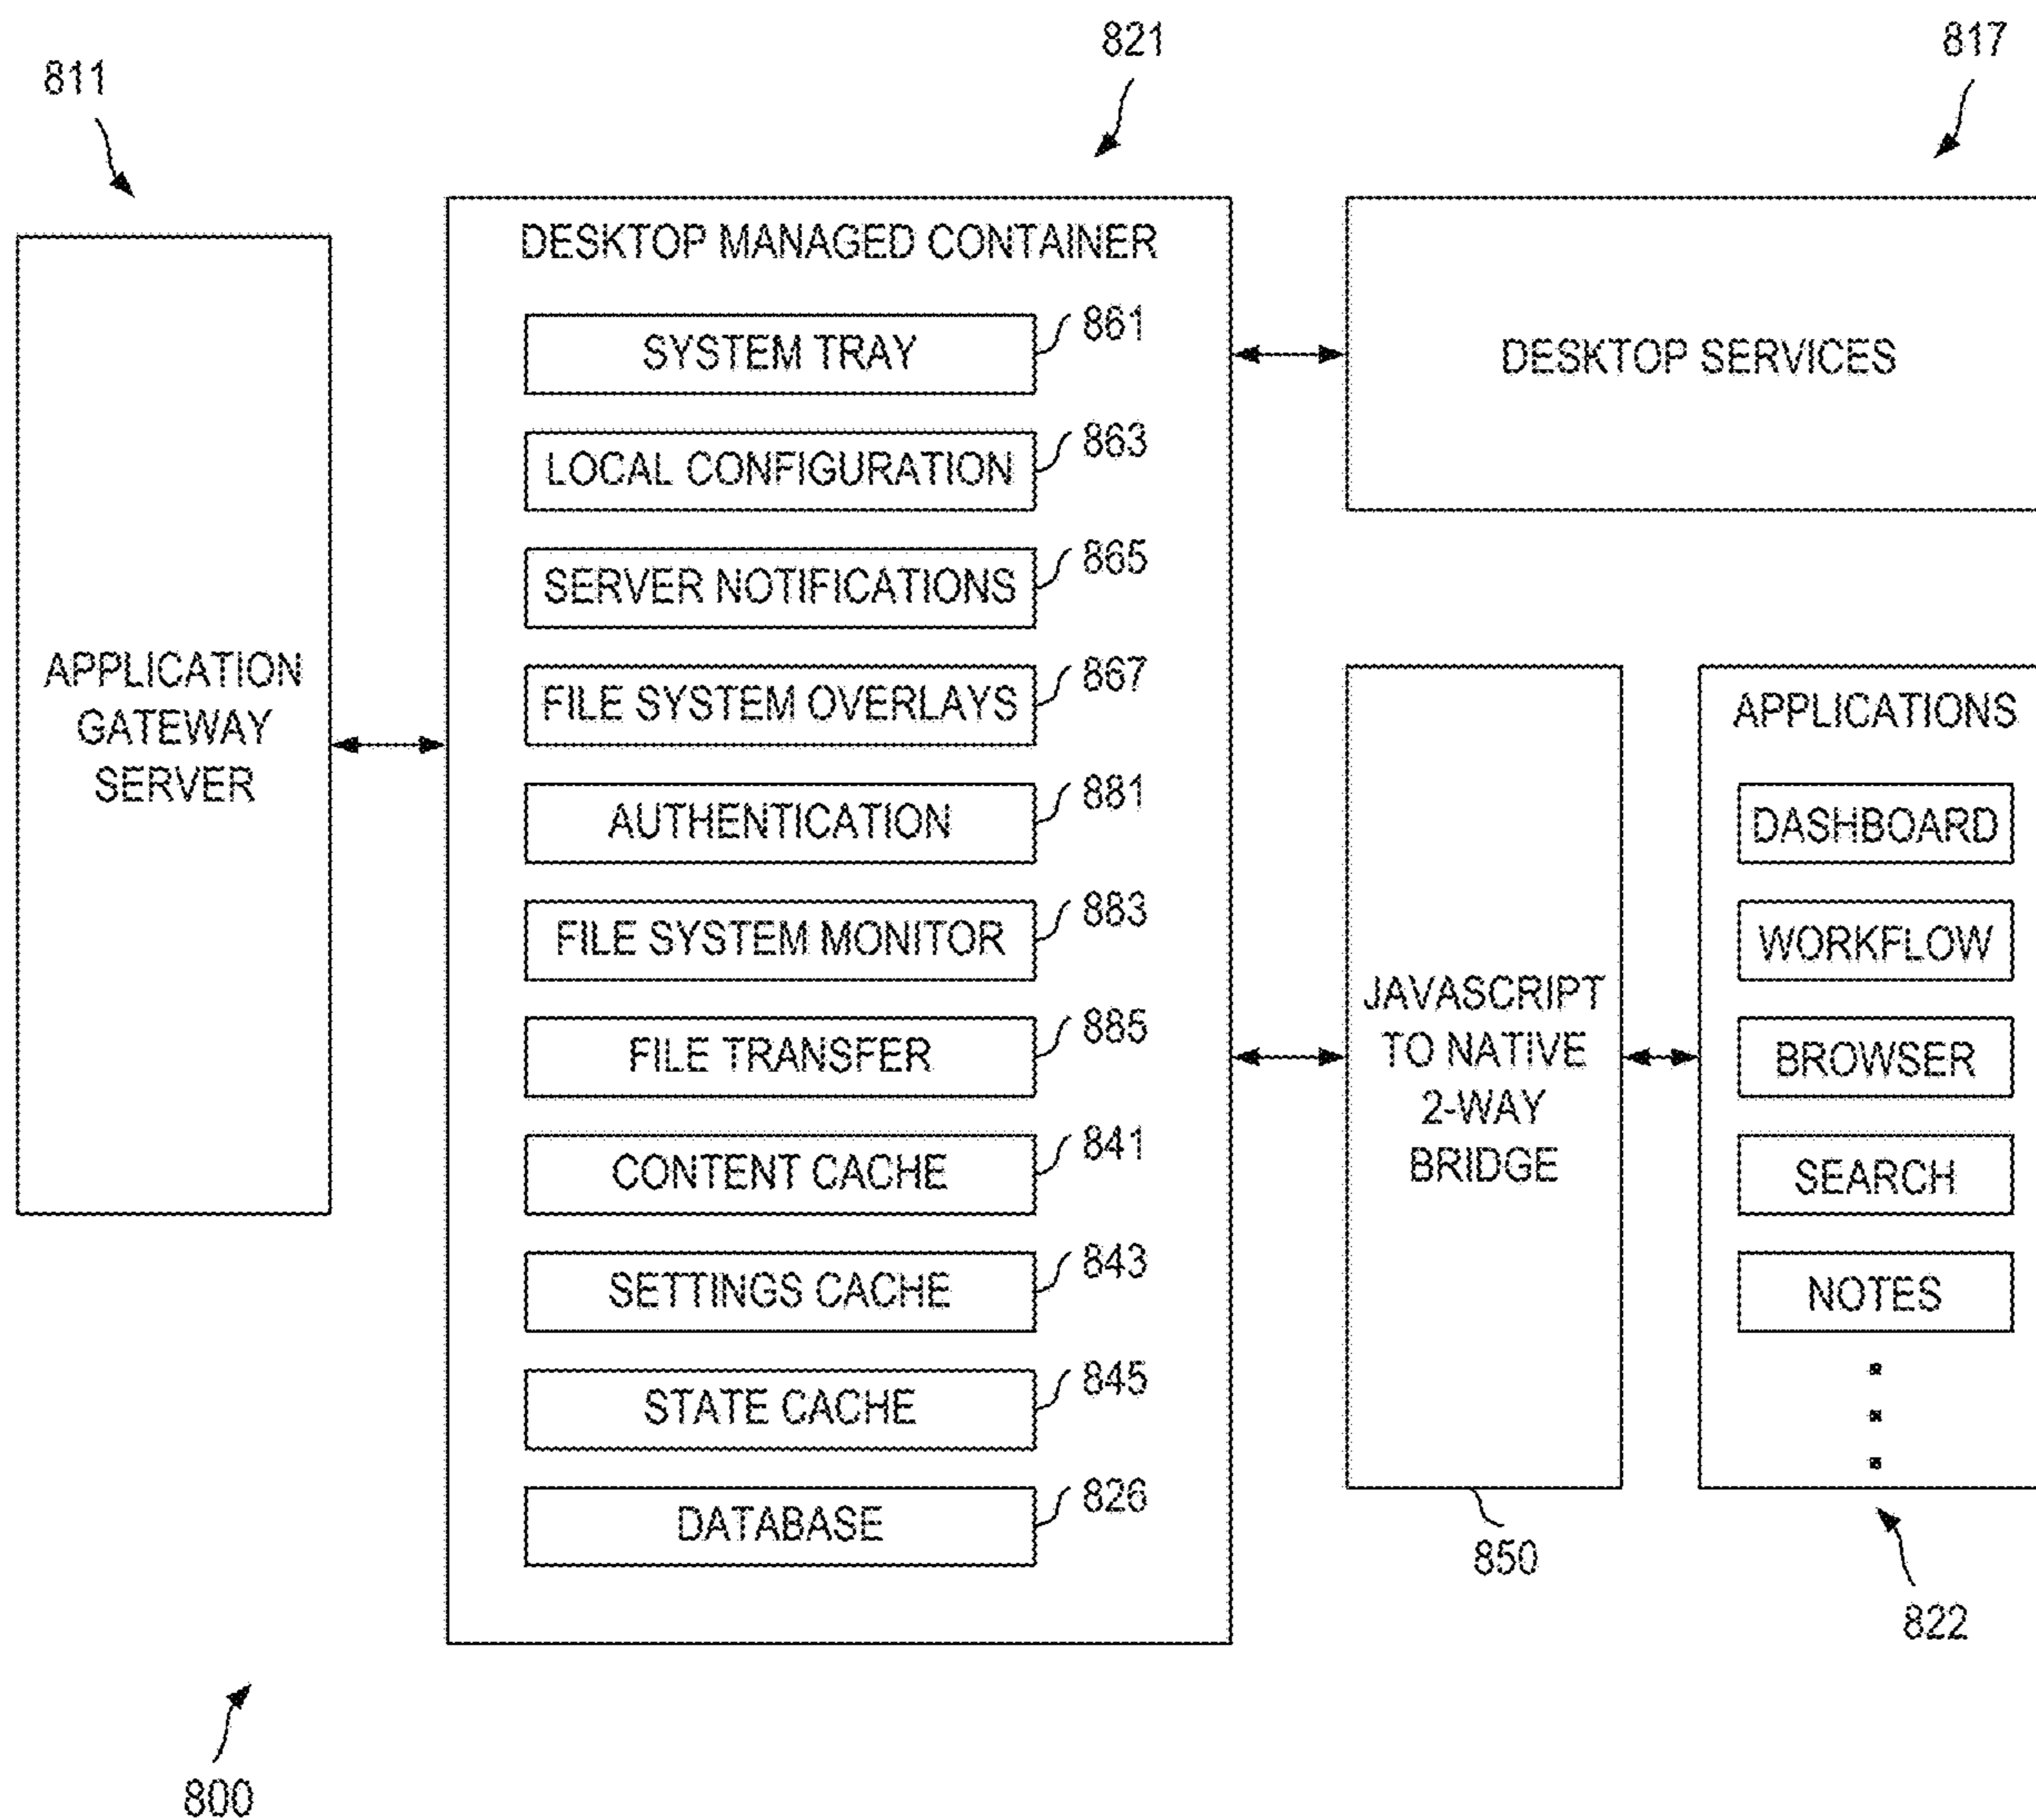 811
821
817
APPLICATION
GATEWAY
SERVER
DESKTOP MANAGED CONTAINER
SYSTEM TRAY
861
LOCAL CONFIGURATION
863
SERVER NOTIFICATIONS
865
FILE SYSTEM OVERLAYS
867
AUTHENTICATION
881
FILE SYSTEM MONITOR
883
FILE TRANSFER
885
CONTENT CACHE
841
SETTINGS CACHE
843
STATE CACHE
845
DATABASE
826
DESKTOP SERVICES
JAVASCRIPT
TO NATIVE
2-WAY
BRIDGE
850
APPLICATIONS
DASHBOARD
WORKFLOW
BROWSER
SEARCH
NOTES
822
800